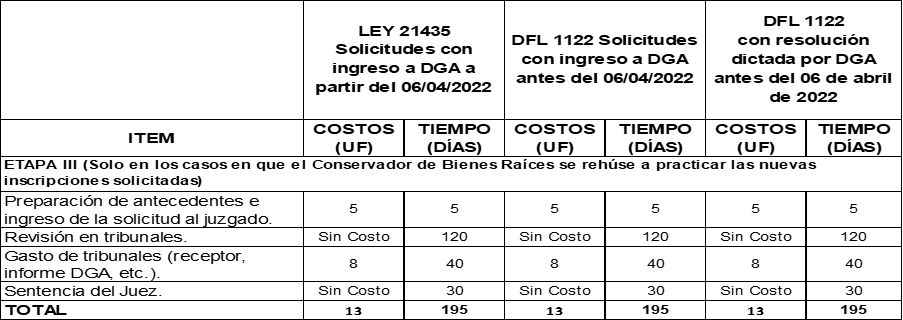 LEY 21435
Solicitudes con
ingreso a DGA a
partir del 06/04/2022
DFL 1122 Solicitudes
con ingreso a DGA
antes del 06/04/2022
DFL 1122
con resolución
dictada por DGA
antes del 06 de abril
de 2022
ITEM
COSTOS
(UF)
TIEMPO
(DÍAS)
COSTOS
(UF)
TIEMPO
(DÍAS)
COSTOS
(UF)
TIEMPO
(DÍAS)
ETAPA III (Solo en los casos en que el Conservador de Bienes Raíces se rehúse a practicar las nuevas
inscripciones solicitadas)
Preparación de antecedentes e
ingreso de la solicitud al juzgado.
5 5 5 5 5 5
Revisión en tribunales. Sin Costo 120 Sin Costo 120 Sin Costo 120
Gasto de tribunales (receptor,
informe DGA, etc.).
8 40 8 40 8 40
Sentencia del Juez. Sin Costo 30 Sin Costo 30 Sin Costo 30
TOTAL 13 195 13 195 13 195